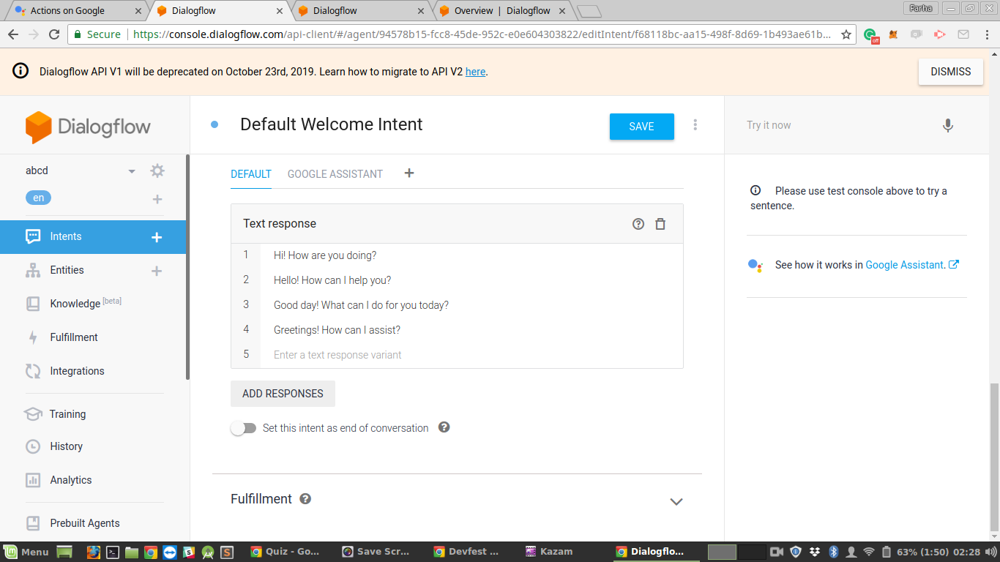 Actions on Google
Dialogflow
Dialogflow
Overview | Dialogflow
Farha
Secure
https://console.dialogflow.com/api-client/#/agent/94578b15-fcc8-45de-952c-e0e604303822/editIntent/f68118bc-aa15-498f-8d69-1b493ae61b...
off
Dialogflow API V1 will be deprecated on October 23rd, 2019. Learn how to migrate to API V2 here.
DISMISS
Dialogflow
Default Welcome Intent
SAVE
Try it now
abcd
en
Intents
Entities
Knowledge [beta]
Fulfillment
Integrations
Training
History
Analytics
Prebuilt Agents
DEFAULT
GOOGLE ASSISTANT
Text response
1 Hi! How are you doing?
2 Hello! How can I help you?
3 Good day! What can I do for you today?
4 Greetings! How can I assist?
5 Enter a text response variant
ADD RESPONSES
Set this intent as end of conversation
Fulfillment
Please use test console above to try a
sentence.
See how it works in Google Assistant.
Menu
Quiz - Go...
Save Scr...
Devfest ...
Kazam
Dialogflo...
63% (1:50) 02:28